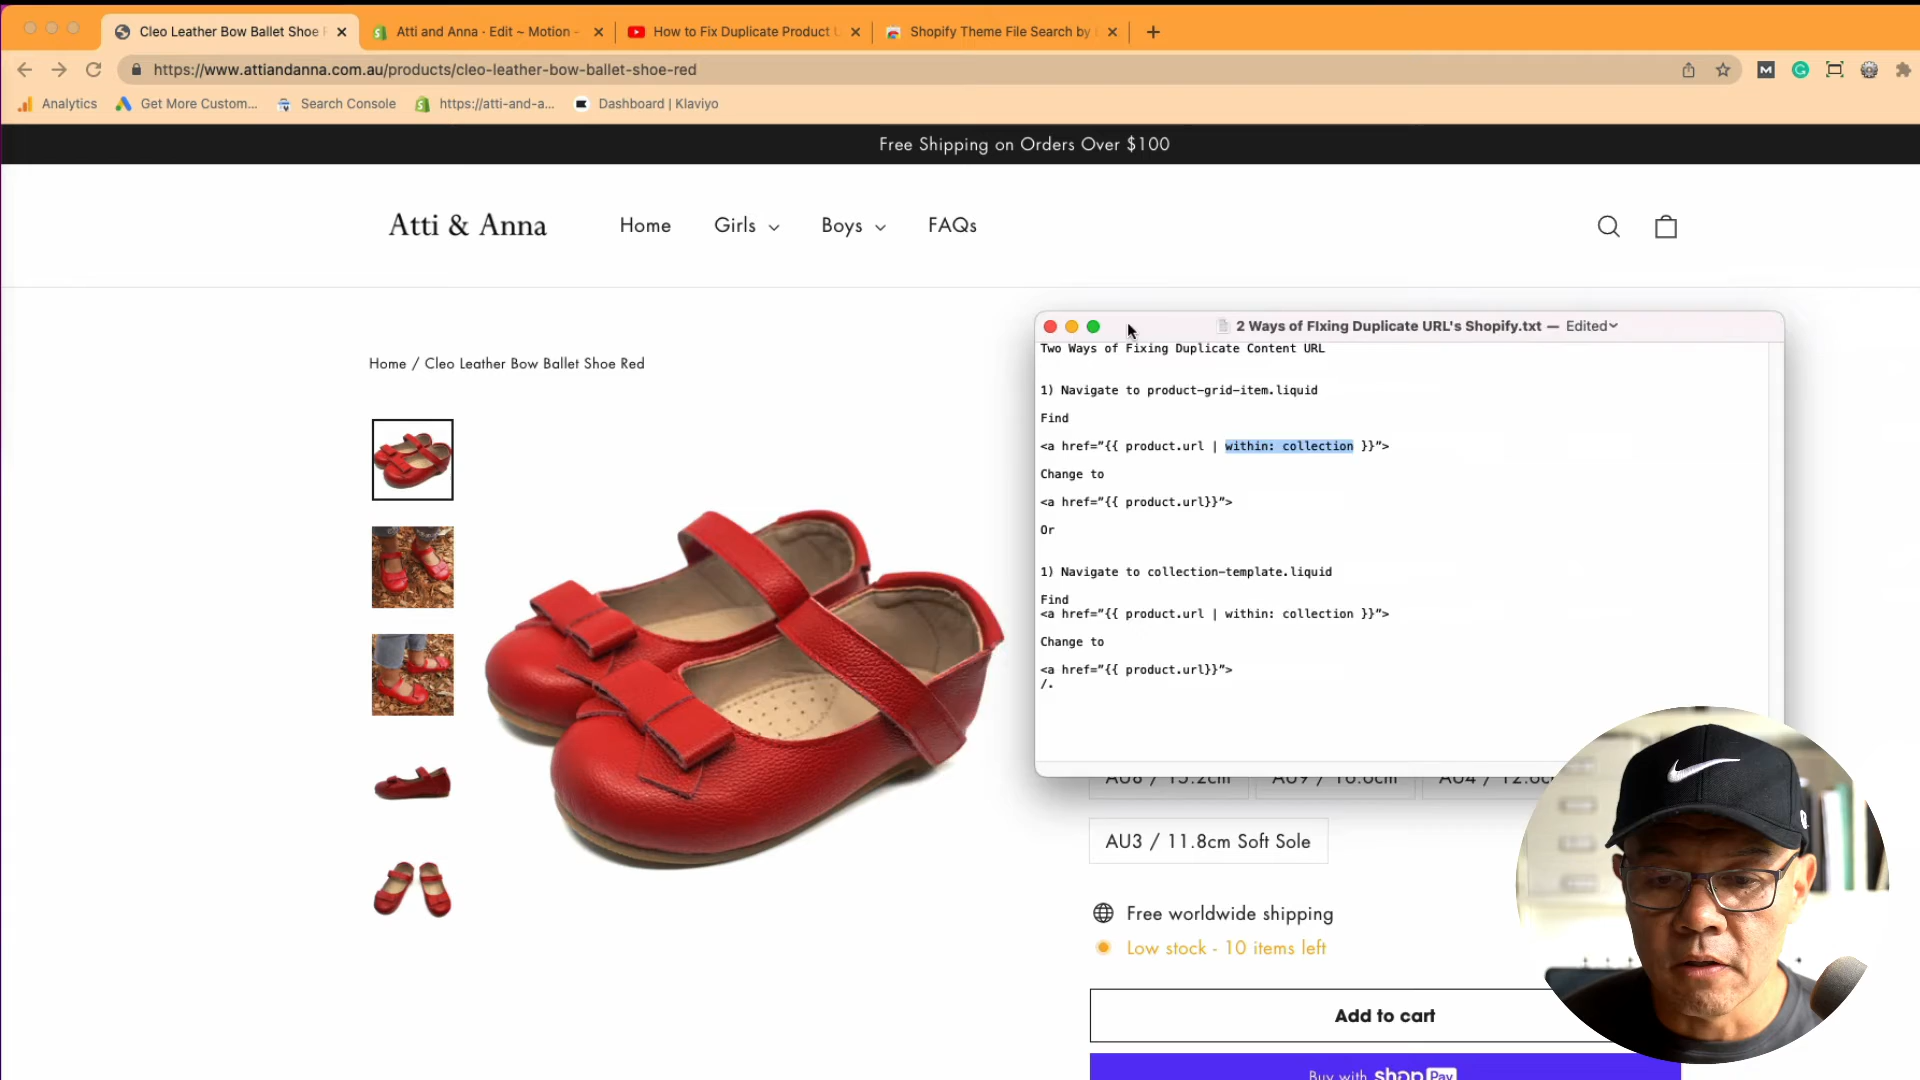 Cleo Leather Bow Ballet Shoe
Atti and Anna · Edit ~ Motion -
How to Fix Duplicate Product
Shopify Theme File Search by
https://www.attiandanna.com.au/products/cleo-leather-bow-ballet-shoe-red
M
G
Analytics
Get More Custom...
Search Console
https://atti-and-a...
Dashboard | Klaviyo
Free Shipping on Orders Over $100
Atti & Anna
Home
Girls
Boys
FAQs
Home / Cleo Leather Bow Ballet Shoe Red
2 Ways of FIxing Duplicate URL's Shopify.txt — Edited
Two Ways of Fixing Duplicate Content URL
1) Navigate to product-grid-item.liquid
Find
<a href=”{{ product.url | within: collection }}”>
Change to
<a href=”{{ product.url}}”>
Or
1) Navigate to collection-template.liquid
Find
<a href=”{{ product.url | within: collection }}”>
Change to
<a href=”{{ product.url}}”>
/.
AU3 / 11.8cm Soft Sole
Free worldwide shipping
Low stock - 10 items left
Add to cart
Buy with shop Pay